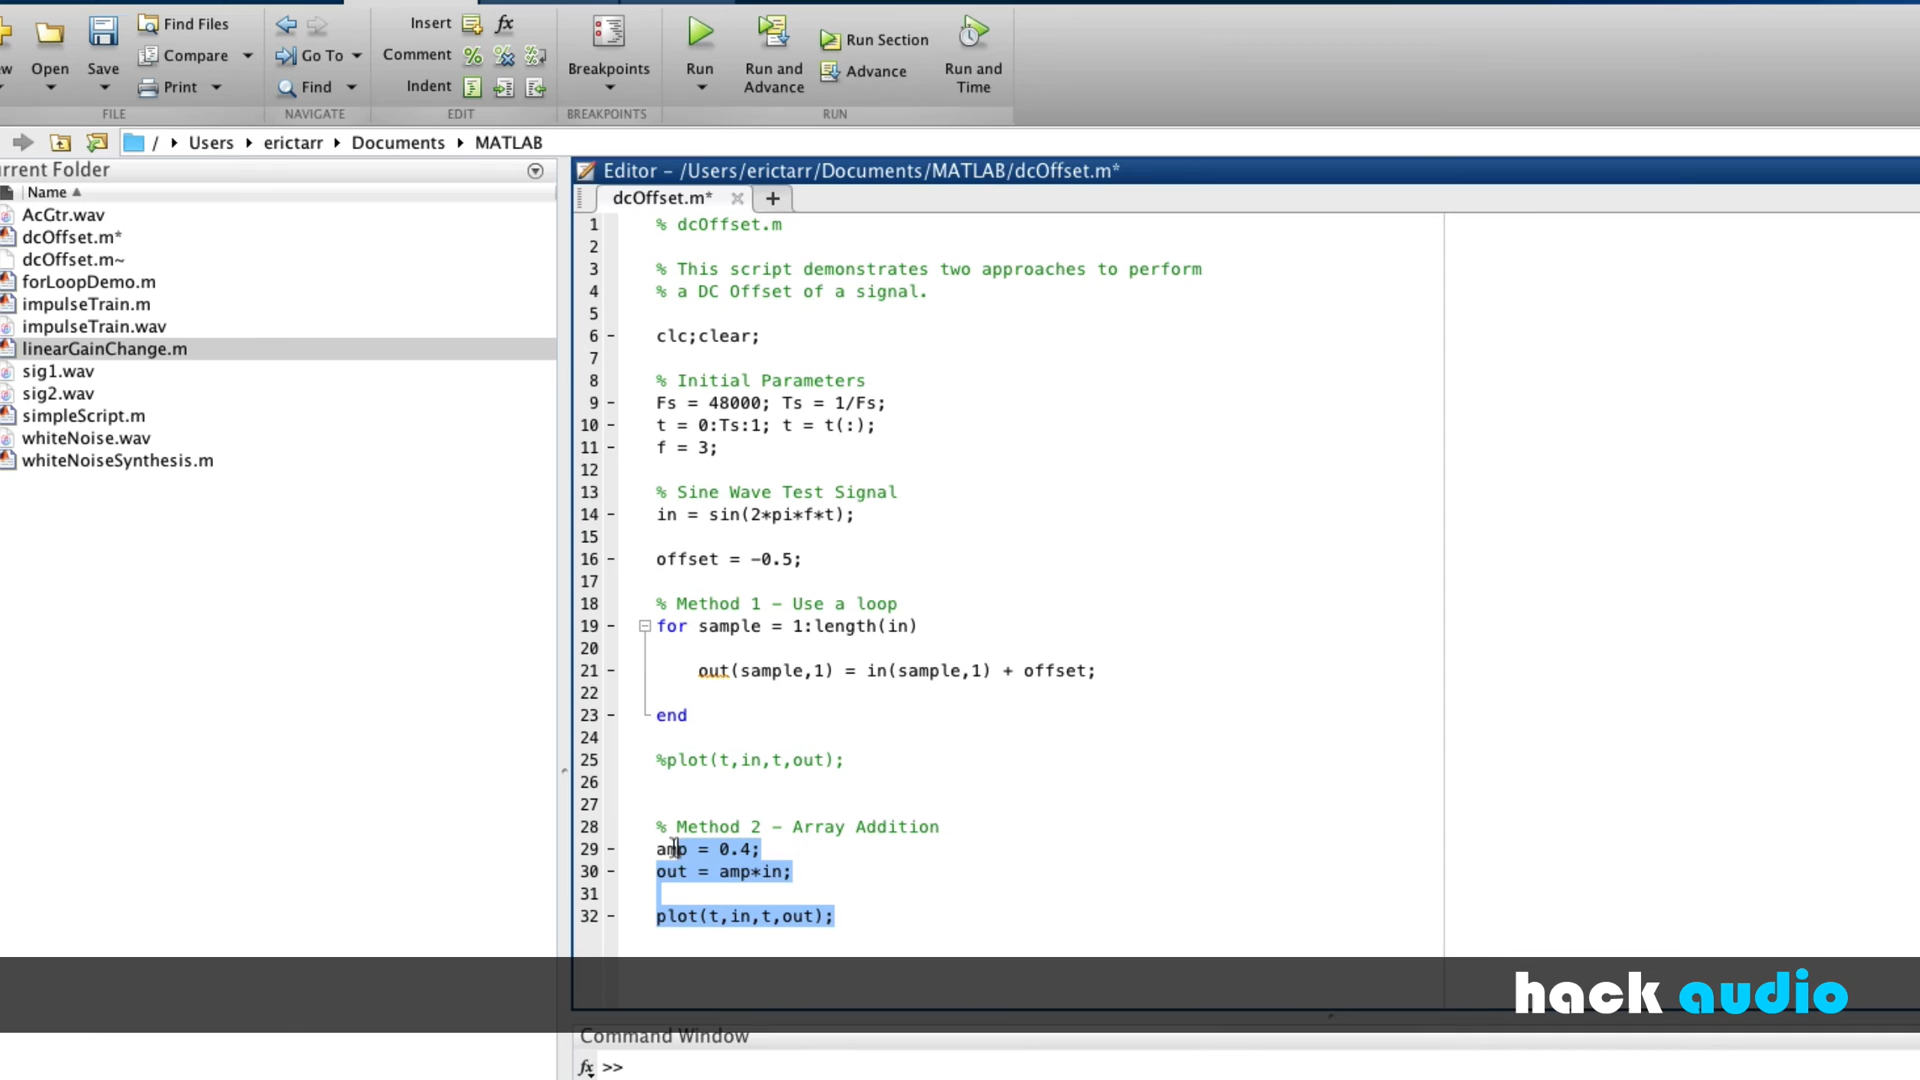 Find Files
Insert
Compare
Go To
Comment
Run Section
Open
Save
Breakpoints
Run
Run and
Advance
Advance
Run and
Time
Print
Find
Indent
FILE
NAVIGATE
EDIT
BREAKPOINTS
RUN
/ Users erictarr Documents MATLAB
rrent Folder
Name
AcGtr.wav
dcOffset.m*
dcOffset.m~
forLoopDemo.m
impulseTrain.m
impulseTrain.wav
linearGainChange.m
sig1.wav
sig2.wav
simpleScript.m
whiteNoise.wav
whiteNoiseSynthesis.m
Editor - /Users/erictarr/Documents/MATLAB/dcOffset.m*
dcOffset.m*
1 % dcOffset.m
2
3 % This script demonstrates two approaches to perform
4 % a DC Offset of a signal.
5
6 - clc;clear;
7
8 % Initial Parameters
9 - Fs = 48000; Ts = 1/Fs;
10 - t = 0:Ts:1; t = t(:);
11 - f = 3;
12
13 % Sine Wave Test Signal
14 - in = sin(2*pi*f*t);
15
16 - offset = -0.5;
17
18 % Method 1 - Use a loop
19 - for sample = 1:length(in)
20
21 - out(sample,1) = in(sample,1) + offset;
22
23 - end
24
25 %plot(t,in,t,out);
26
27
28 % Method 2 - Array Addition
29 - amp = 0.4;
30 - out = amp*in;
31
32 - plot(t,in,t,out);
hack audio
Command Window
fx >>